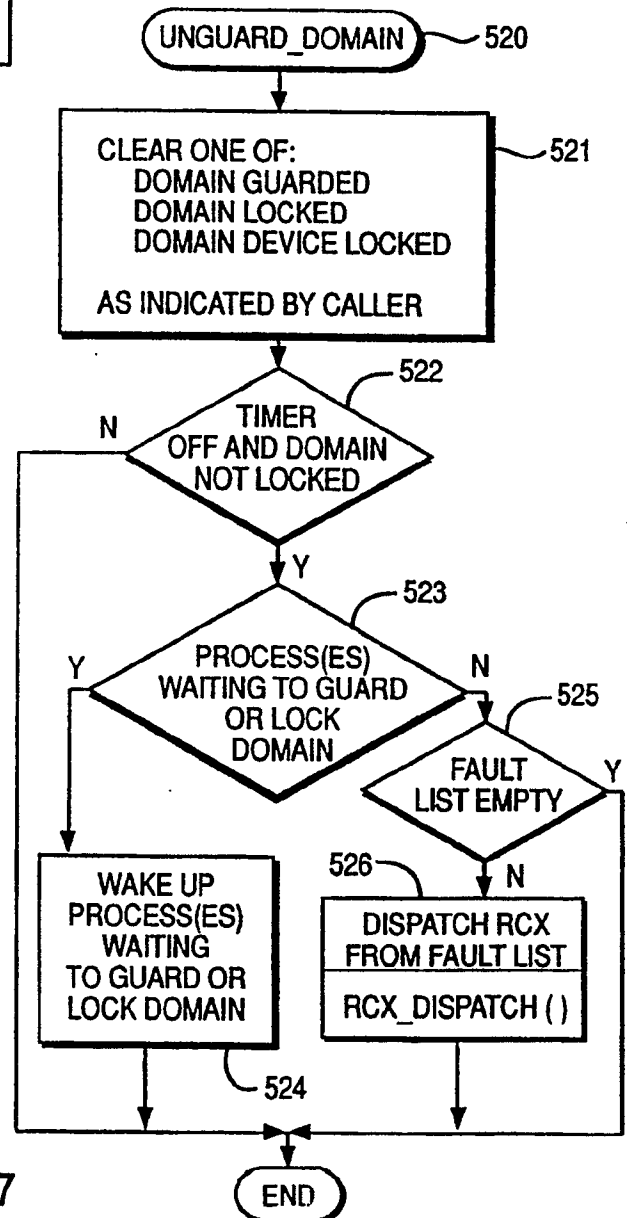 UNGUARD_DOMAIN
520
CLEAR ONE OF:
DOMAIN GUARDED
DOMAIN LOCKED
DOMAIN DEVICE LOCKED
AS INDICATED BY CALLER
521
522
N
TIMER
OFF AND DOMAIN
NOT LOCKED
Y
523
Y
PROCESS(ES)
WAITING TO GUARD
OR LOCK
DOMAIN
N
525
FAULT
LIST EMPTY
Y
N
526
WAKE UP
PROCESS(ES)
WAITING
TO GUARD OR
LOCK DOMAIN
524
DISPATCH RCX
FROM FAULT LIST
RCX_DISPATCH ( )
END
7